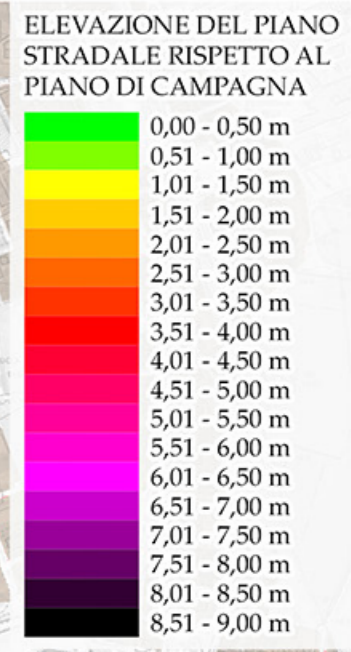 ELEVAZIONE DEL PIANO
STRADALE RISPETTO AL
PIANO DI CAMPAGNA
0,00 - 0,50 m
0,51 - 1,00 m
1,01 - 1,50 m
1,51 - 2,00 m
2,01 - 2,50 m
2,51 - 3,00 m
3,01 - 3,50 m
3,51 - 4,00 m
4,01 - 4,50 m
4,51 - 5,00 m
5,01 - 5,50 m
5,51 - 6,00 m
6,01 - 6,50 m
6,51 - 7,00 m
7,01 - 7,50 m
7,51 - 8,00 m
8,01 - 8,50 m
8,51 - 9,00 m